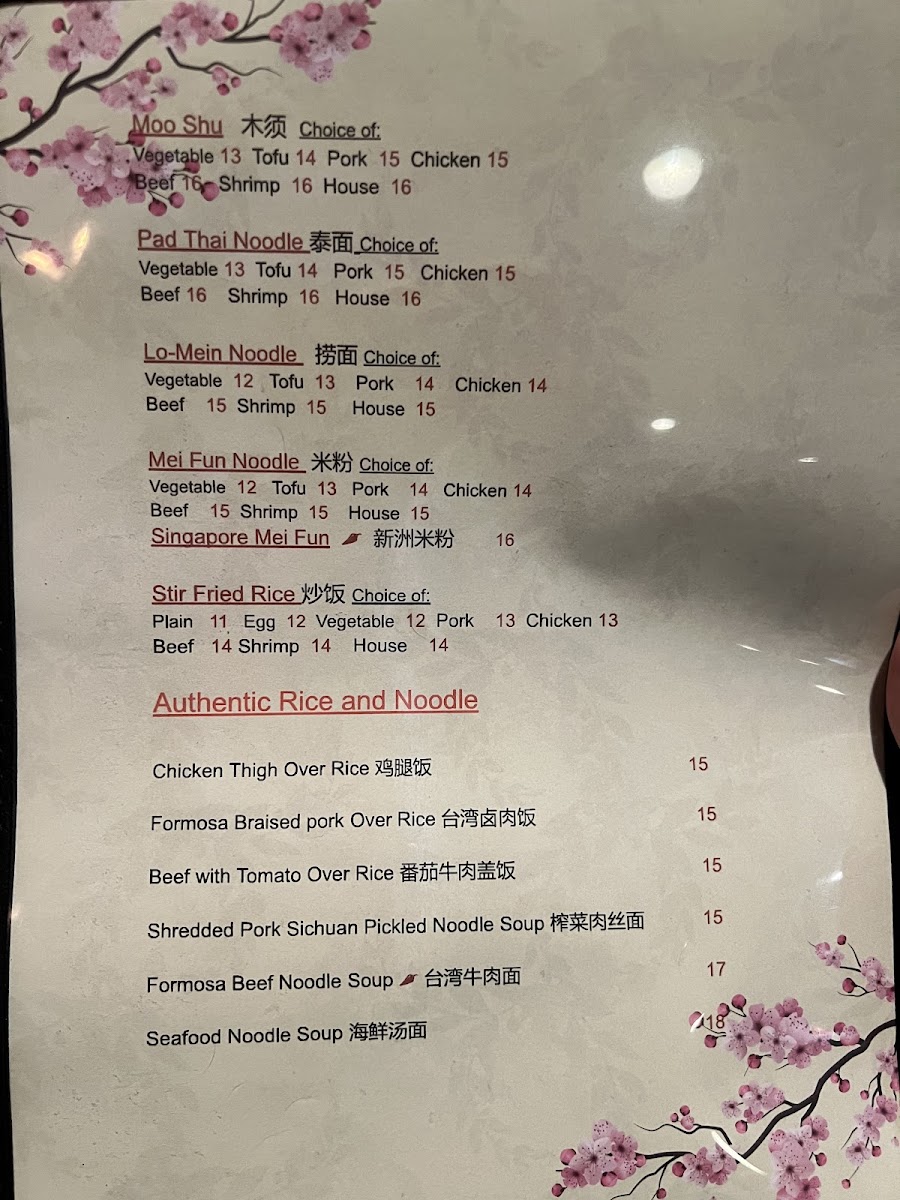 Moo Shu 木须 Choice of:
Vegetable 13 Tofu 14 Pork 15 Chicken 15
Beef 16 Shrimp 16 House 16
Pad Thai Noodle 泰面 Choice of:
Vegetable 13 Tofu 14 Pork 15 Chicken 15
Beef 16 Shrimp 16 House 16
Lo-Mein Noodle 捞面 Choice of:
Vegetable 12 Tofu 13 Pork 14 Chicken 14
Beef 15 Shrimp 15 House 15
Mei Fun Noodle 米粉 Choice of:
Vegetable 12 Tofu 13 Pork 14 Chicken 14
Beef 15 Shrimp 15 House 15
Singapore Mei Fun 新洲米粉 16
Stir Fried Rice 炒饭 Choice of:
Plain 11 Egg 12 Vegetable 12 Pork 13 Chicken 13
Beef 14 Shrimp 14 House 14
Authentic Rice and Noodle
Chicken Thigh Over Rice 鸡腿饭 15
Formosa Braised pork Over Rice 台湾卤肉饭 15
Beef with Tomato Over Rice 番茄牛肉盖饭 15
Shredded Pork Sichuan Pickled Noodle Soup 榨菜肉丝面 15
Formosa Beef Noodle Soup 台湾牛肉面 17
Seafood Noodle Soup 海鲜汤面 18